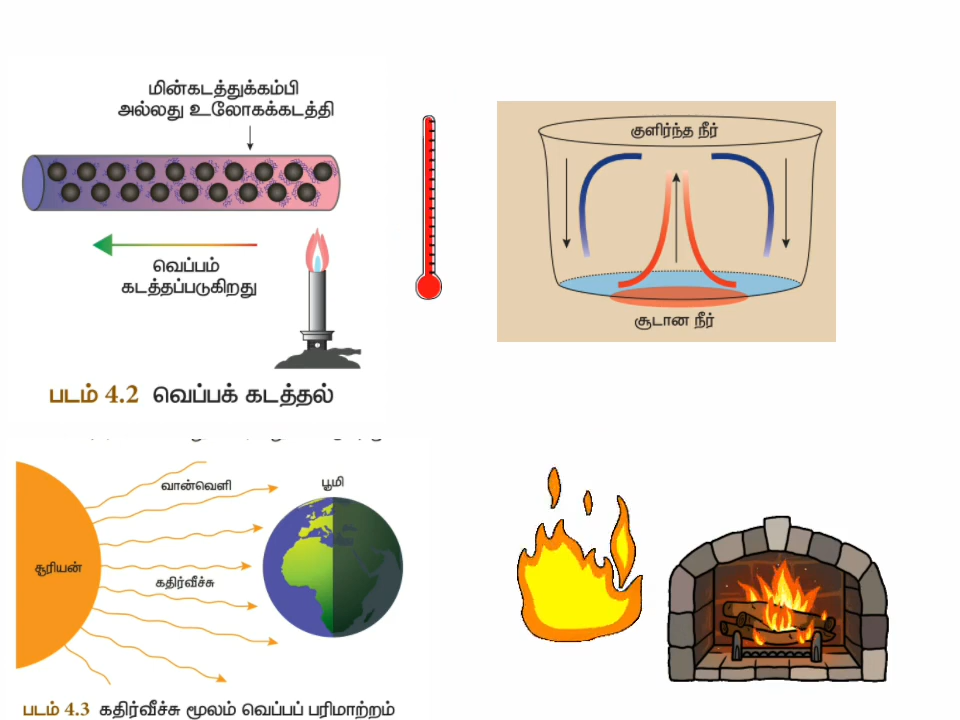 மின்கடத்துக்கம்பி
அல்லது உலோகக்கடத்தி
வெப்பம்
கடத்தப்படுகிறது
படம் 4.2 வெப்பக் கடத்தல்
குளிர்ந்த நீர்
சூடான நீர்
வான்வெளி
பூமி
சூரியன்
கதிர்வீச்சு
படம் 4.3 கதிர்வீச்சு மூலம் வெப்பப் பரிமாற்றம்